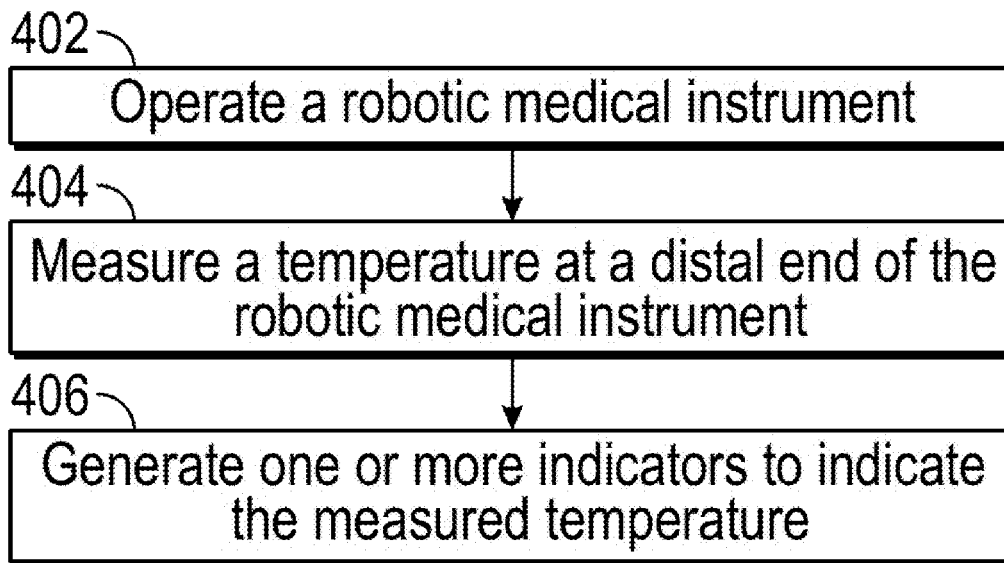 402
Operate a robotic medical instrument
404
Measure a temperature at a distal end of the
robotic medical instrument
406
Generate one or more indicators to indicate
the measured temperature